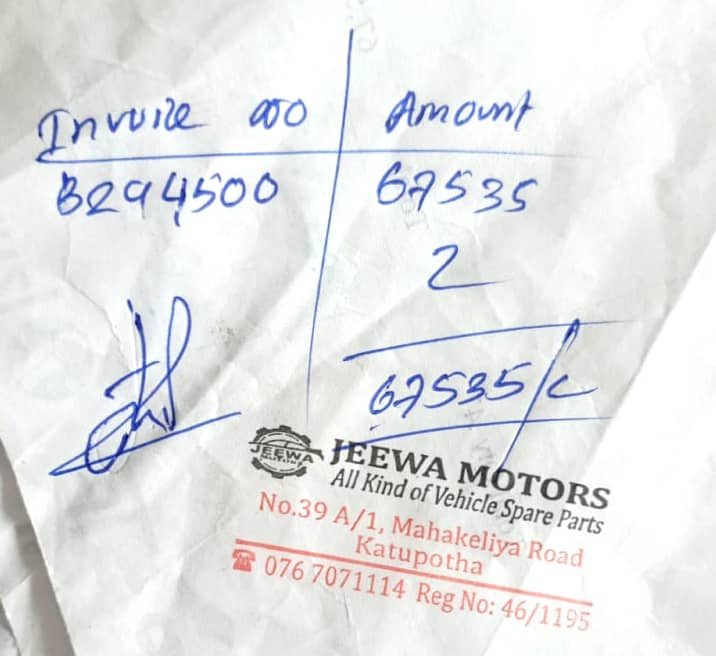 Invoice no Amount
B294500 67535
2
67535/=
JEEWA MOTORS
JEEWA MOTORS
All Kind of Vehicle Spare Parts
No.39 A/1, Mahakeliya Road
Katupotha
☎ 076 7071114 Reg No: 46/1195